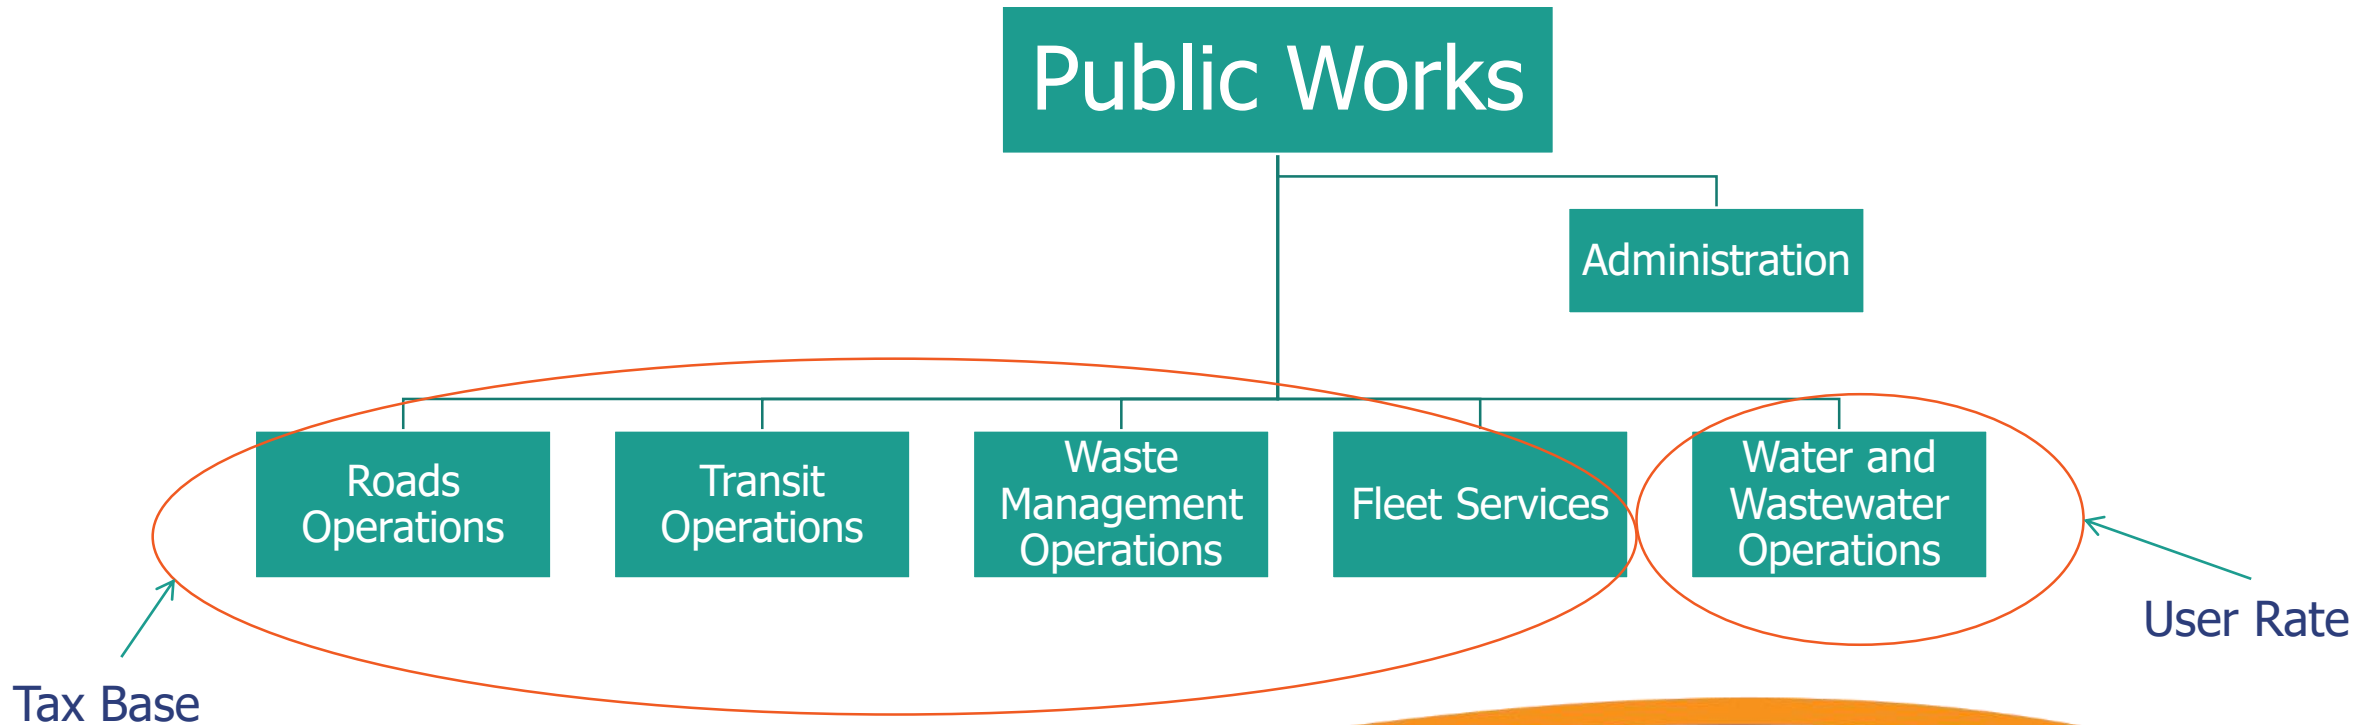 Public Works
Administration
Roads
Operations
Transit
Operations
Waste
Management
Operations
Fleet Services
Water and
Wastewater
Operations
User Rate
Tax Base